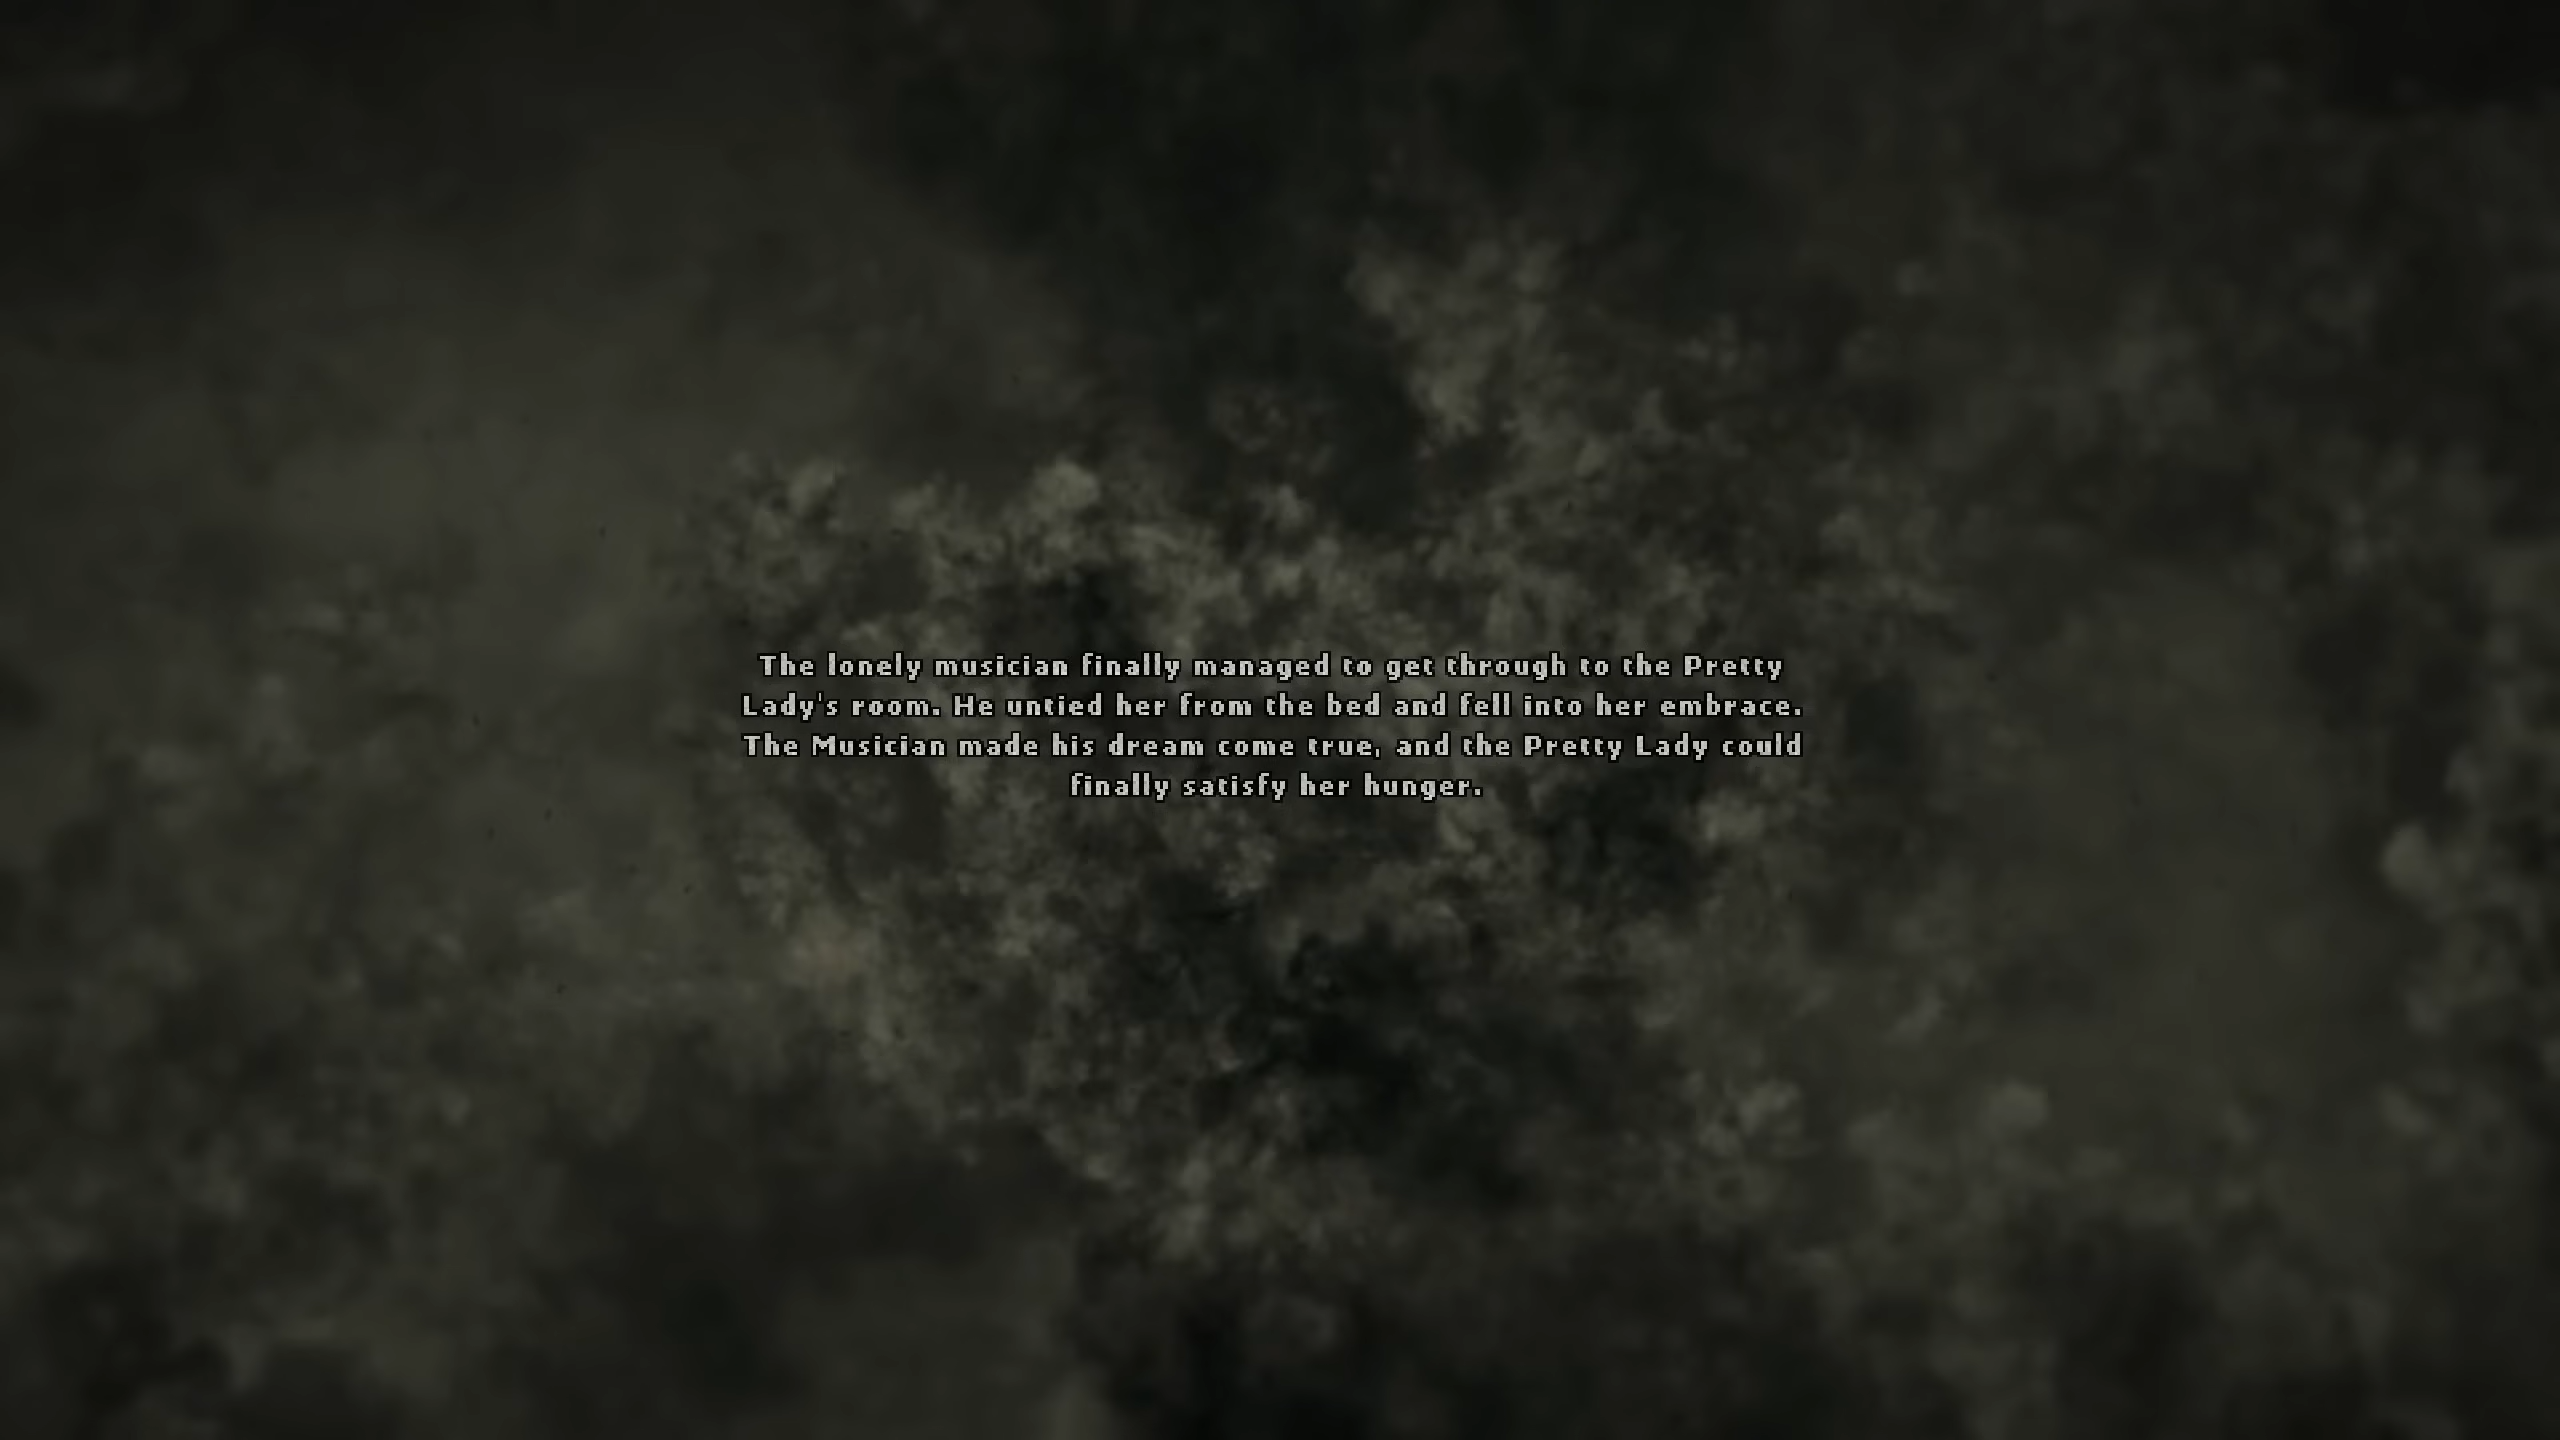 The lonely musician finally managed to get through to the Pretty
Lady's room. He untied her from the bed and fell into her embrace.
The Musician made his dream come true, and the Pretty Lady could
finally satisfy her hunger.